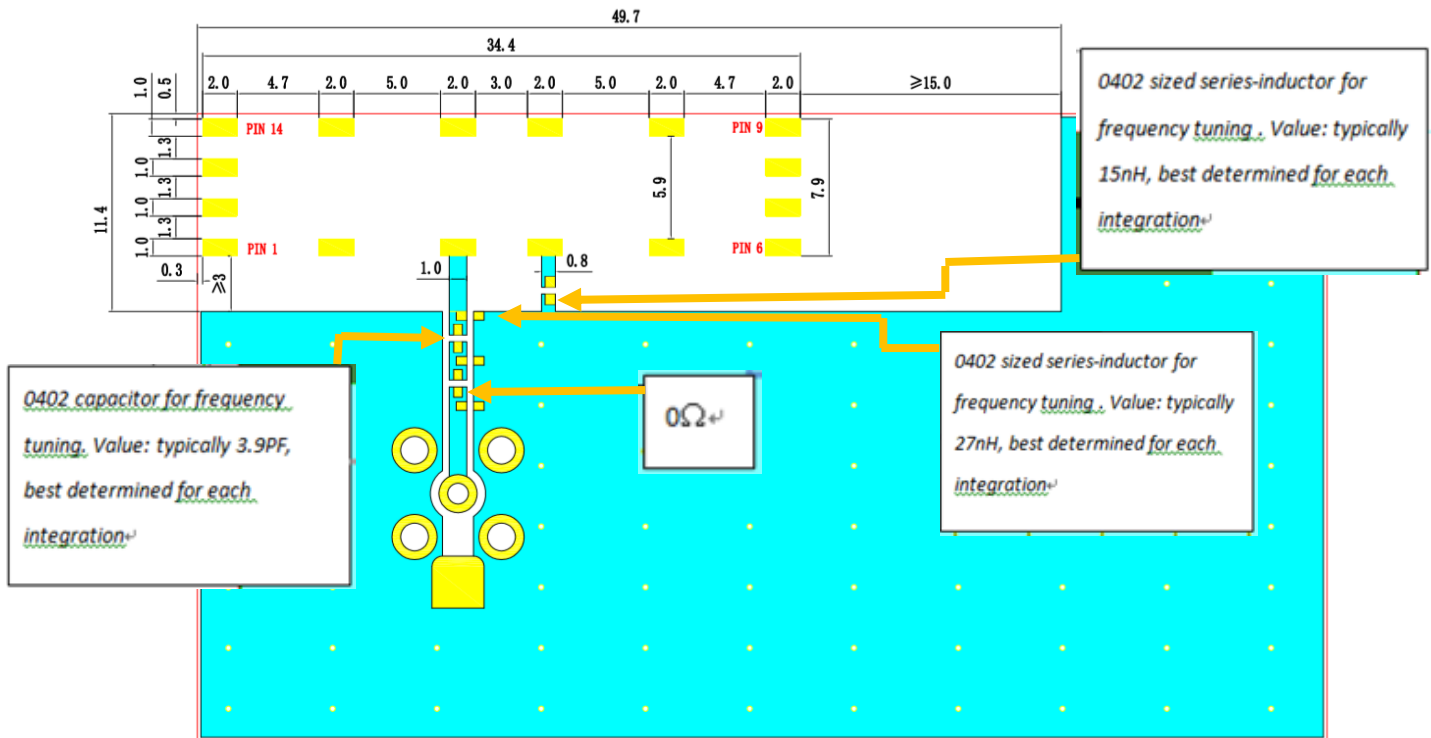 49.7
34.4
1.0
0.5
2.0
4.7
2.0
5.0
2.0
3.0
2.0
5.0
2.0
4.7
2.0
≥15.0
PIN 14
PIN 9
1.3
1.0
1.3
1.0
1.3
1.0
11.4
5.9
7.9
PIN 1
PIN 6
0.3
≥3
1.0
0.8
0402 sized series-inductor for
frequency tuning . Value: typically
15nH, best determined for each
integration↵
0402 sized series-inductor for
frequency tuning . Value: typically
27nH, best determined for each
integration↵
0402 capacitor for frequency
tuning. Value: typically 3.9PF,
best determined for each
integration↵
0Ω↵